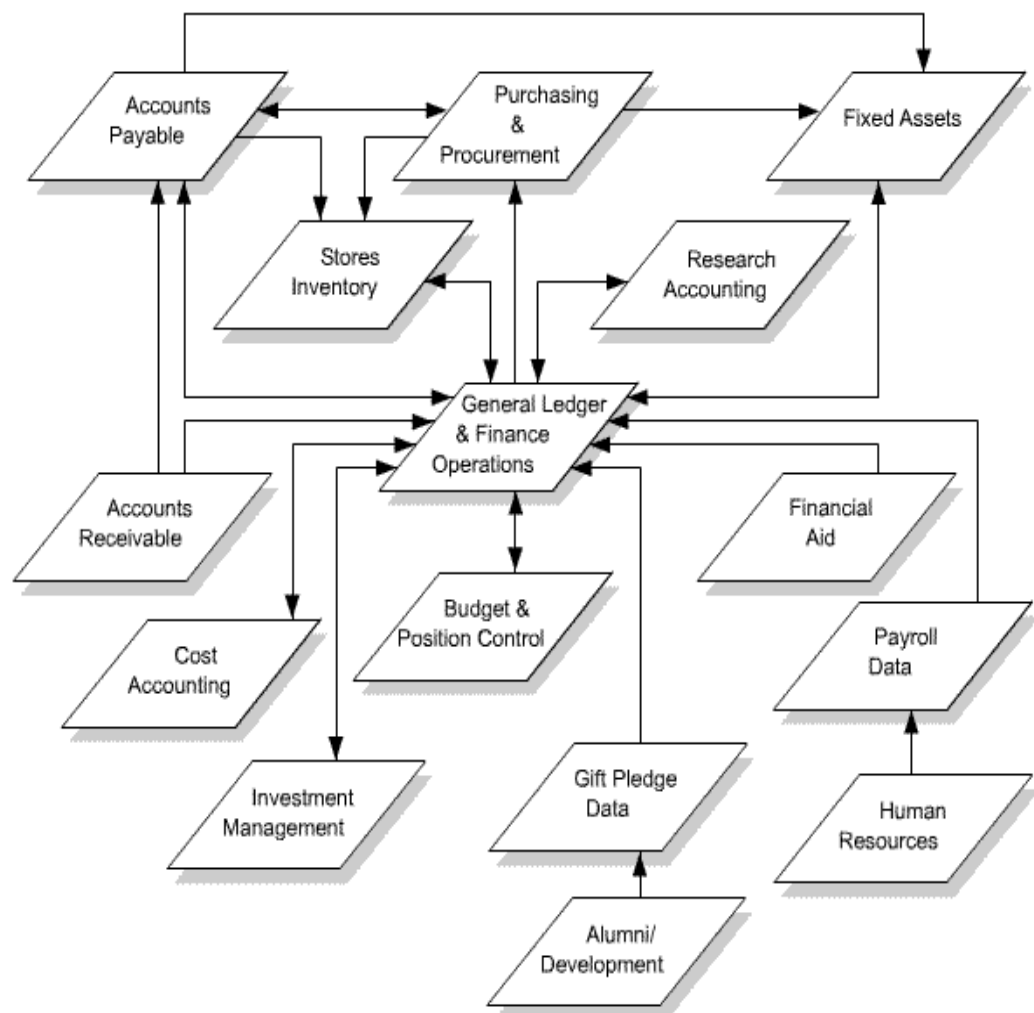 Accounts
Payable
Purchasing
&
Procurement
Fixed Assets
Stores
Inventory
Research
Accounting
General Ledger
& Finance
Operations
Accounts
Receivable
Financial
Aid
Budget &
Position Control
Cost
Accounting
Payroll
Data
Investment
Management
Gift Pledge
Data
Human
Resources
Alumni/
Development